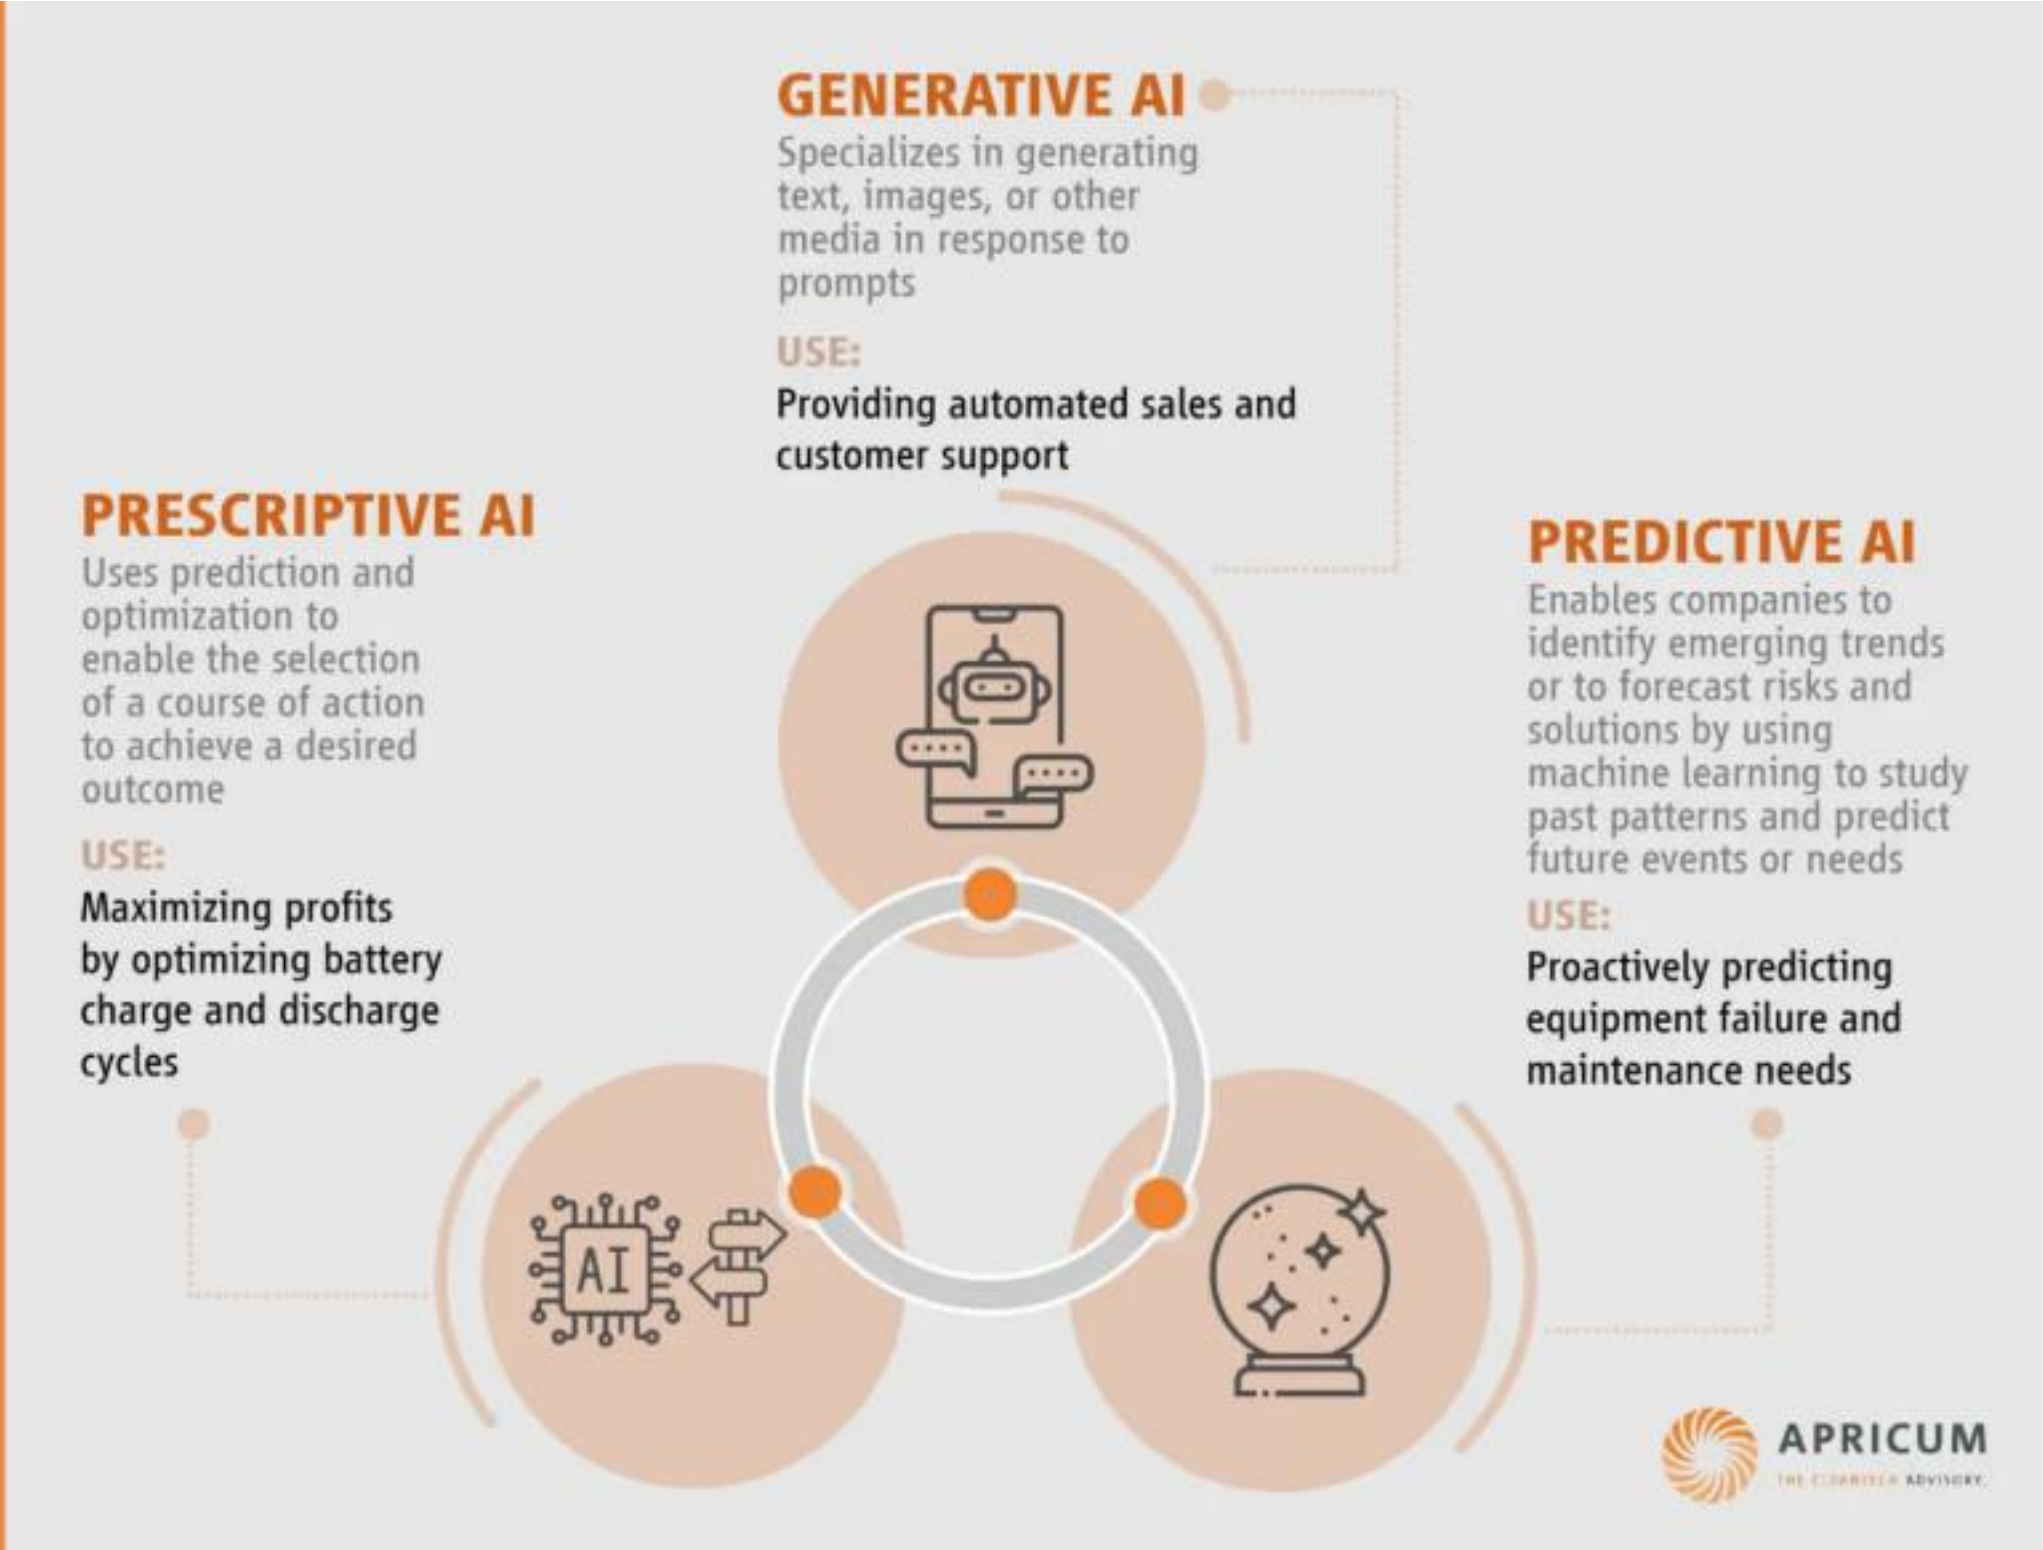 GENERATIVE AI
Specializes in generating
text, images, or other
media in response to
prompts
USE:
Providing automated sales and
customer support
PRESCRIPTIVE AI
Uses prediction and
optimization to
enable the selection
of a course of action
to achieve a desired
outcome
USE:
Maximizing profits
by optimizing battery
charge and discharge
cycles
PREDICTIVE AI
Enables companies to
identify emerging trends
or to forecast risks and
solutions by using
machine learning to study
past patterns and predict
future events or needs
USE:
Proactively predicting
equipment failure and
maintenance needs
AI
APRICUM
THE CLEANTECH ADVISORY.